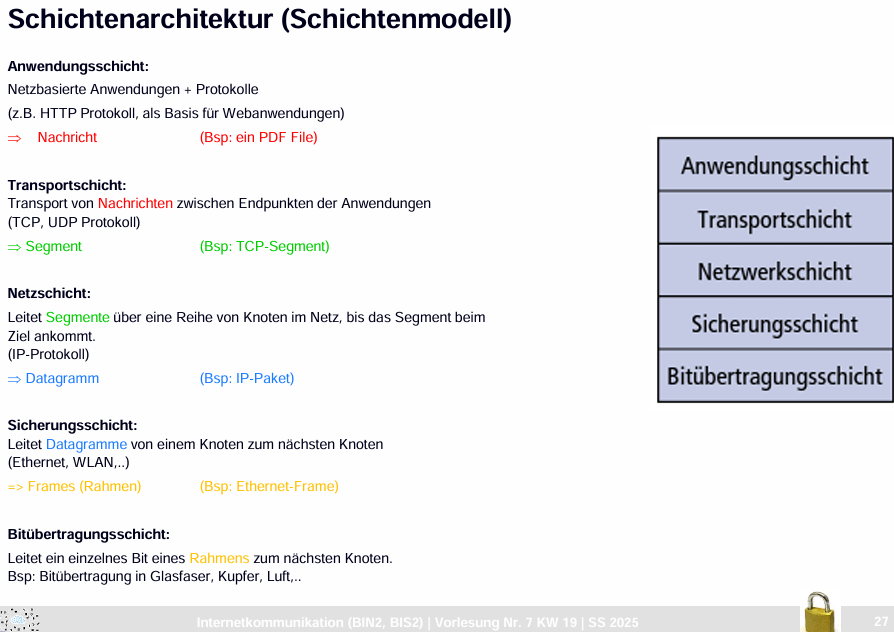 Schichtenarchitektur (Schichtenmodell)
Anwendungsschicht:
Netzbasierte Anwendungen + Protokolle
(z.B. HTTP Protokoll, als Basis für Webanwendungen)
⇒ Nachricht (Bsp: ein PDF File)
Transportschicht:
Transport von Nachrichten zwischen Endpunkten der Anwendungen
(TCP, UDP Protokoll)
⇒ Segment (Bsp: TCP-Segment)
Netzschicht:
Leitet Segmente über eine Reihe von Knoten im Netz, bis das Segment beim
Ziel ankommt.
(IP-Protokoll)
⇒ Datagramm (Bsp: IP-Paket)
Sicherungsschicht:
Leitet Datagramme von einem Knoten zum nächsten Knoten
(Ethernet, WLAN,..)
=> Frames (Rahmen) (Bsp: Ethernet-Frame)
Bitübertragungsschicht:
Leitet ein einzelnes Bit eines Rahmens zum nächsten Knoten.
Bsp: Bitübertragung in Glasfaser, Kupfer, Luft,..
Anwendungsschicht
Transportschicht
Netzwerkschicht
Sicherungsschicht
Bitübertragungsschicht
Internetkommunikation (BIN2, BIS2) | Vorlesung Nr. 7 KW 19 | SS 2025
27